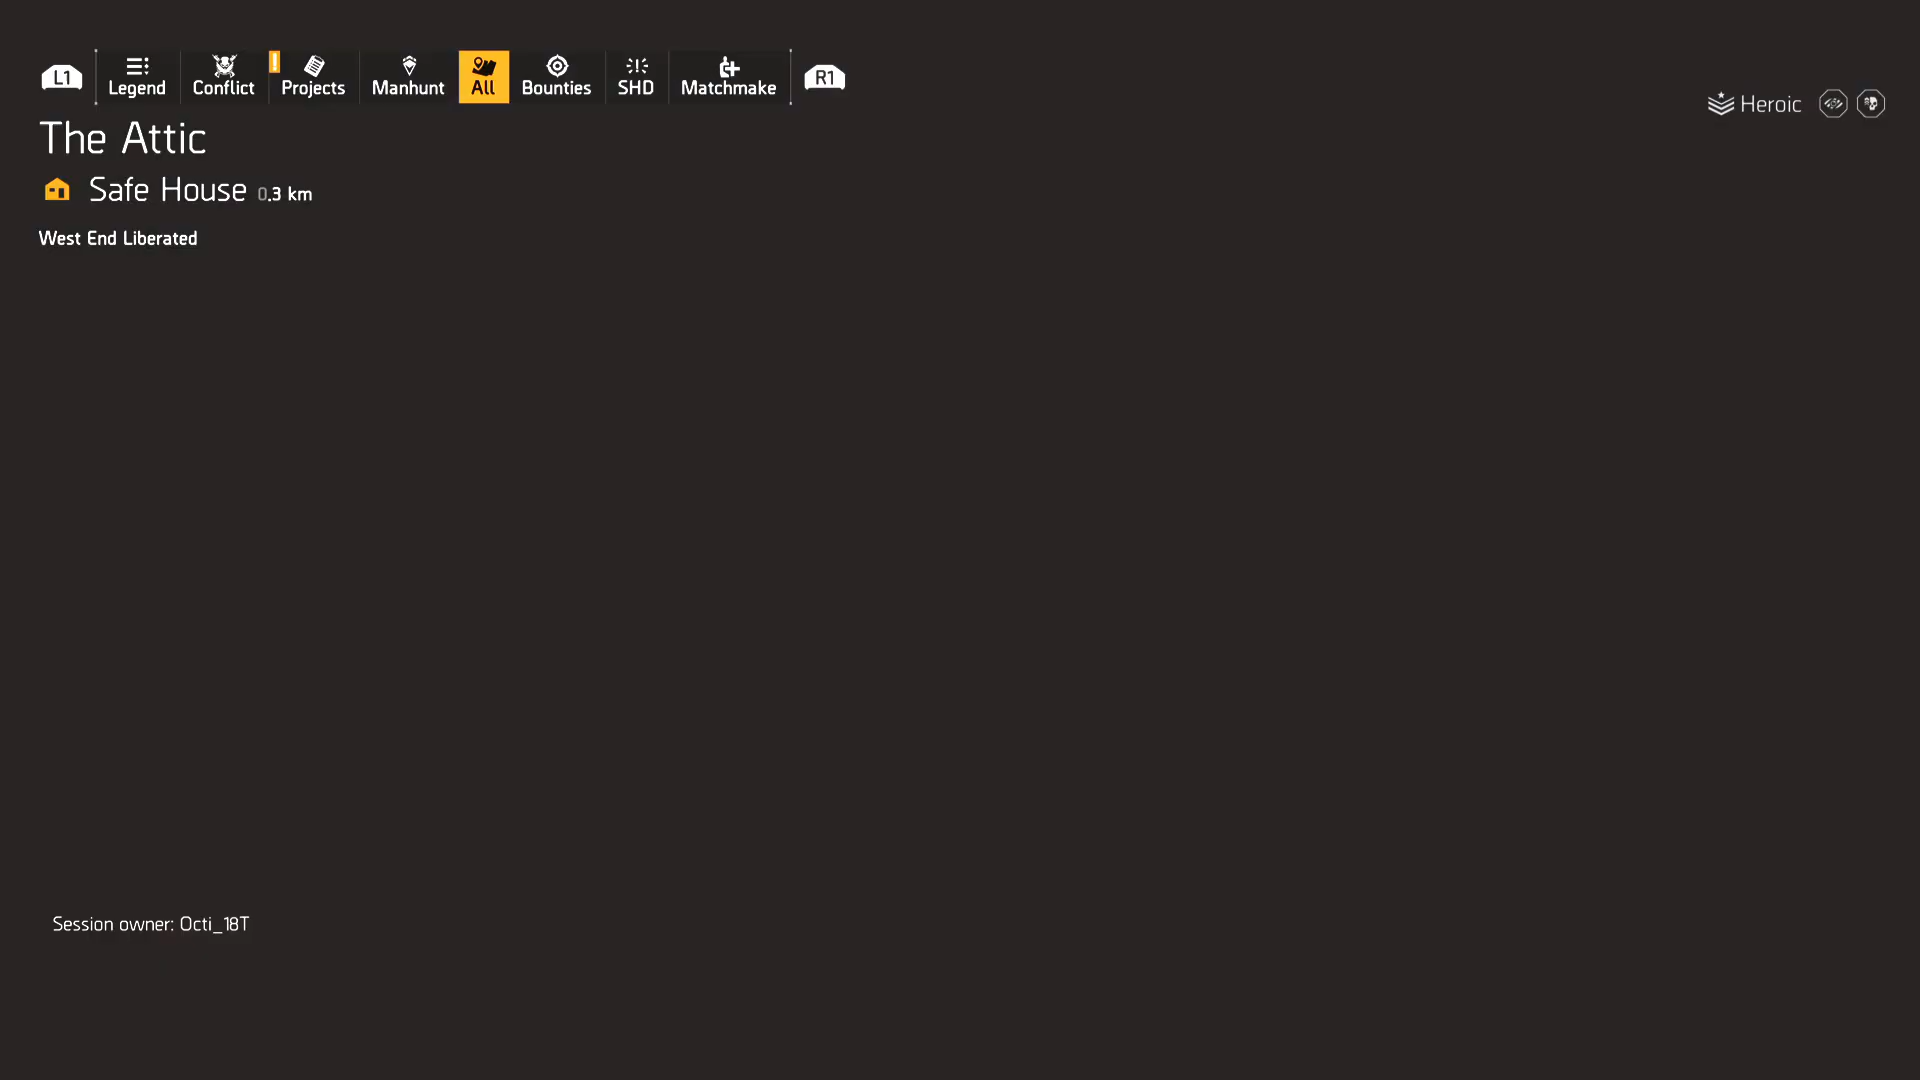 L1 Legend Conflict Projects Manhunt All Bounties SHD Matchmake R1
Heroic
The Attic
Safe House 0.3 km
West End Liberated
Session owner: Octi_18T